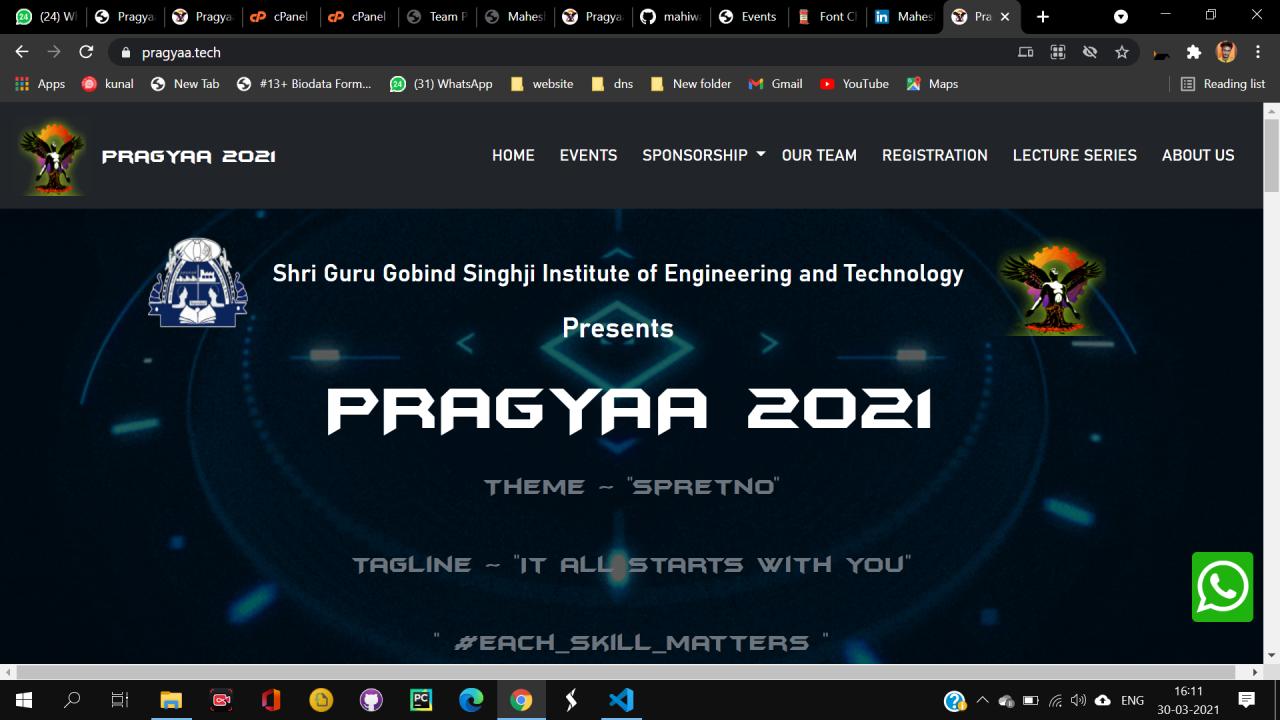 (24) W
Pragya
Pragya
cPanel
cPanel
Team P
Mahes
Pragya
mahiw
Events
Font C
Mahes
Pra
pragyaa.tech
Apps
kunal
New Tab
#13+ Biodata Form...
24
(31) WhatsApp
website
dns
New folder
Gmail
YouTube
Maps
Reading list
PRAGYAA 2021
HOME
EVENTS
SPONSORSHIP
OUR TEAM
REGISTRATION
LECTURE SERIES
ABOUT US
Shri Guru Gobind Singhji Institute of Engineering and Technology
Presents
PRAGYAA 2021
THEME ~ "SPRETNO"
TAGLINE ~ "IT ALL STARTS WITH YOU"
" #EACH_SKILL_MATTERS "
PC
ENG
16:11
30-03-2021